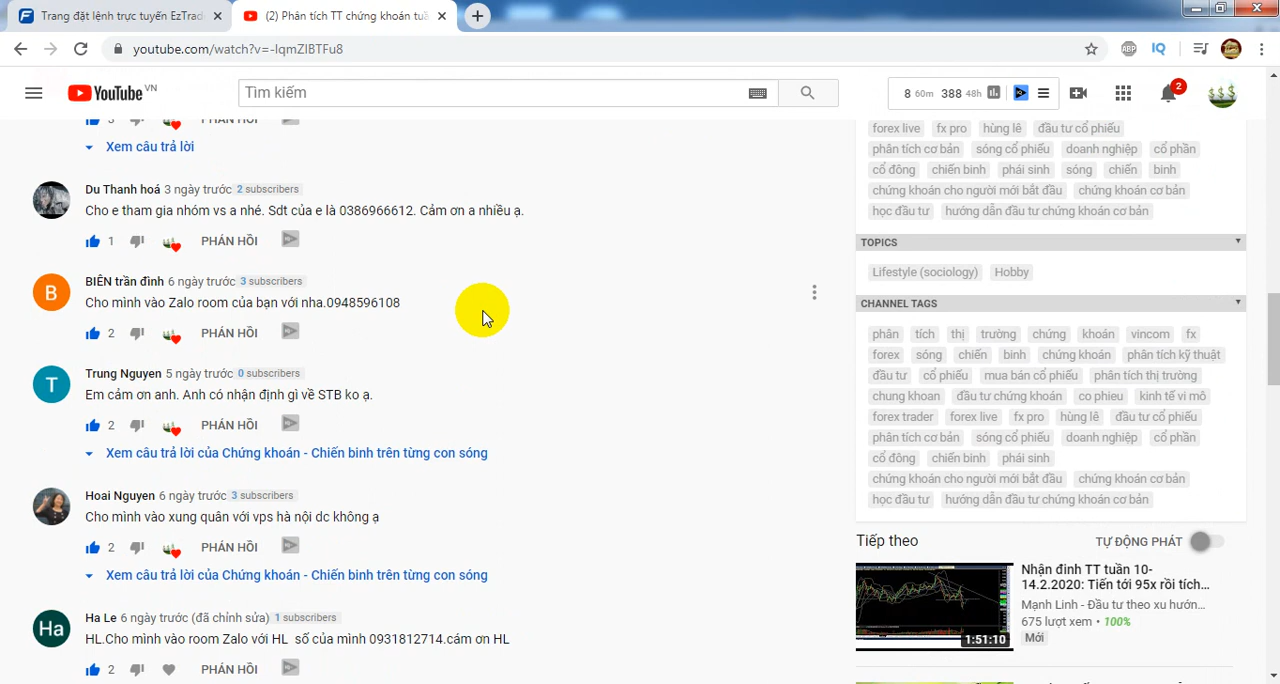 Trang đặt lệnh trực tuyến EzTrad
(2) Phân tích TT chứng khoán tuầ
youtube.com/watch?v=-IqmZIBTFu8
ABP
IQ
YouTube VN
Tìm kiếm
8 60m 388 48h
2
3 PHẢN HỒI
Xem câu trả lời
Du Thanh hoá 3 ngày trước 2 subscribers
Cho e tham gia nhóm vs a nhé. Sdt của e là 0386966612. Cảm ơn a nhiều ạ.
1 PHẢN HỒI
B
BIÊN trần đình 6 ngày trước 3 subscribers
Cho mình vào Zalo room của bạn với nha.0948596108
2 PHẢN HỒI
T
Trung Nguyen 5 ngày trước 0 subscribers
Em cảm ơn anh. Anh có nhận định gì về STB ko ạ.
2 PHẢN HỒI
Xem câu trả lời của Chứng khoán - Chiến binh trên từng con sóng
Hoai Nguyen 6 ngày trước 3 subscribers
Cho mình vào xung quân với vps hà nội dc không ạ
2 PHẢN HỒI
Xem câu trả lời của Chứng khoán - Chiến binh trên từng con sóng
Ha
Ha Le 6 ngày trước (đã chỉnh sửa) 1 subscribers
HL.Cho mình vào room Zalo với HL số của mình 0931812714.cám ơn HL
2 PHẢN HỒI
forex live fx pro hùng lê đầu tư cổ phiếu
phân tích cơ bản sóng cổ phiếu doanh nghiệp cổ phần
cổ đông chiến binh phái sinh sóng chiến binh
chứng khoán cho người mới bắt đầu chứng khoán cơ bản
học đầu tư hướng dẫn đầu tư chứng khoán cơ bản
TOPICS
Lifestyle (sociology) Hobby
CHANNEL TAGS
phân tích thị trường chứng khoán vincom fx
forex sóng chiến binh chứng khoán phân tích kỹ thuật
đầu tư cổ phiếu mua bán cổ phiếu phân tích thị trường
chung khoan đầu tư chứng khoán co phieu kinh tế vi mô
forex trader forex live fx pro hùng lê đầu tư cổ phiếu
phân tích cơ bản sóng cổ phiếu doanh nghiệp cổ phần
cổ đông chiến binh phái sinh
chứng khoán cho người mới bắt đầu chứng khoán cơ bản
học đầu tư hướng dẫn đầu tư chứng khoán cơ bản
Tiếp theo
TỰ ĐỘNG PHÁT
Nhận đinh TT tuần 10-
14.2.2020: Tiến tới 95x rồi tích...
Mạnh Linh - Đầu tư theo xu hướn...
675 lượt xem • 100%
Mới
1:51:10